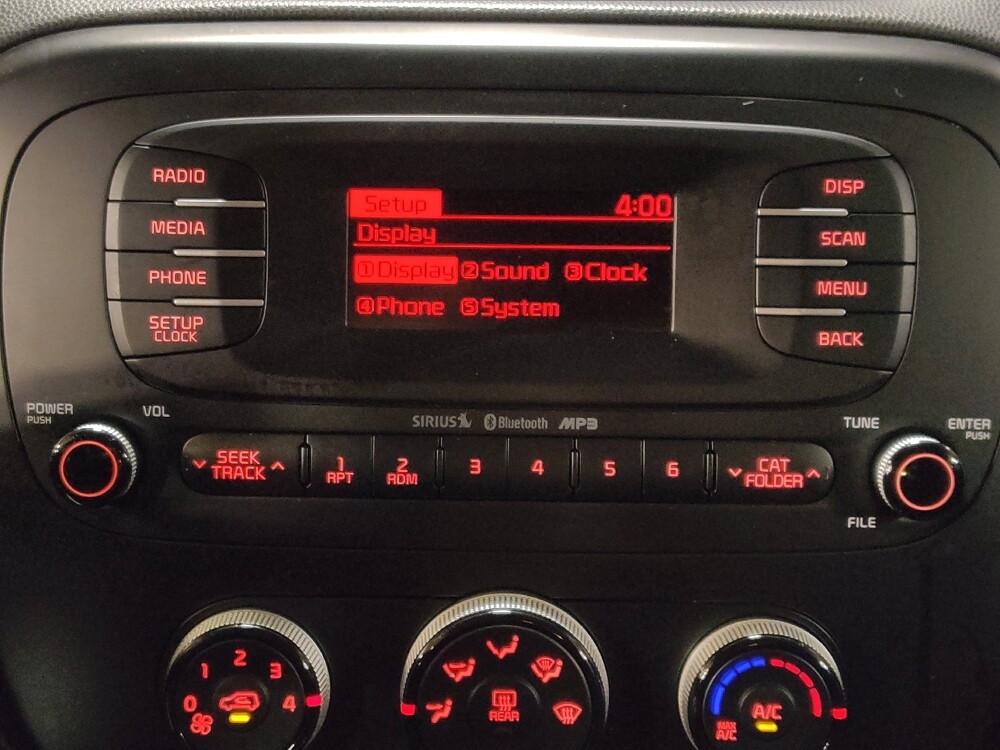 RADIO
MEDIA
PHONE
SETUP
CLOCK
Setup 4:00
Display
①Display ②Sound ③Clock
④Phone ⑤System
DISP
SCAN
MENU
BACK
POWER
PUSH
VOL
SIRIUS Bluetooth MP3
TUNE
ENTER
PUSH
SEEK
TRACK
1
RPT
2
RDM
3
4
5
6
CAT
FOLDER
FILE
0 1 2 3 4
REAR
A/C
MAX
A/C